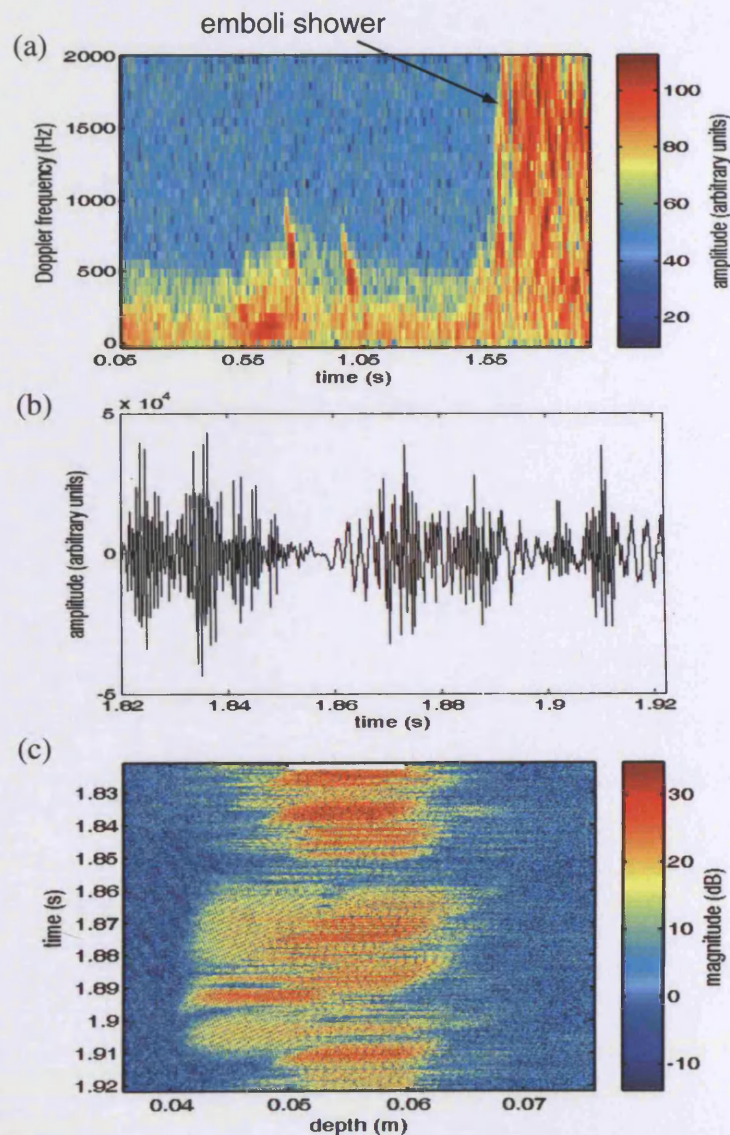 emboli shower
(a)
2000
1500
1000
500
0
Doppler frequency (Hz)
0.05 0.55 1.05 1.55
time (s)
100
80
60
40
20
amplitude (arbitrary units)
(b)
5 × 10⁴
0
-5
amplitude (arbitrary units)
1.82 1.84 1.86 1.88 1.9 1.92
time (s)
(c)
1.83
1.84
1.85
1.86
1.87
1.88
1.89
1.9
1.91
1.92
time (s)
0.04 0.05 0.06 0.07
depth (m)
30
20
10
0
-10
magnitude (dB)